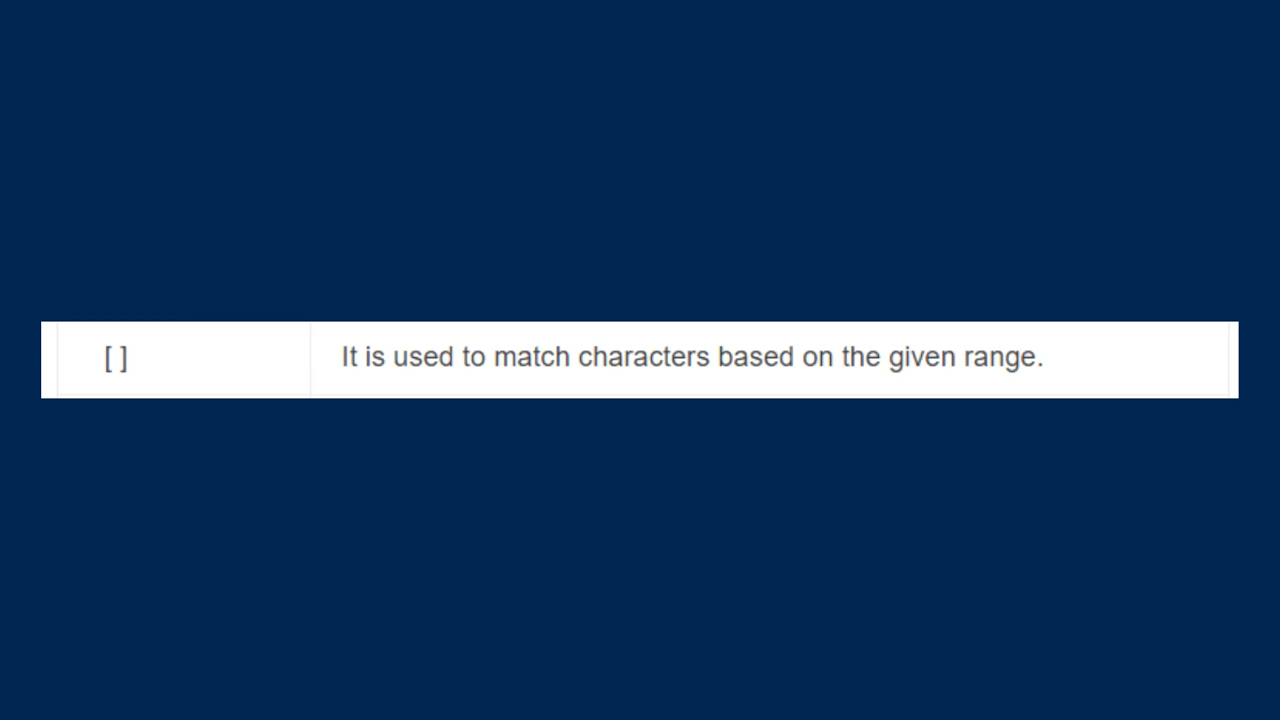 [ ] It is used to match characters based on the given range.